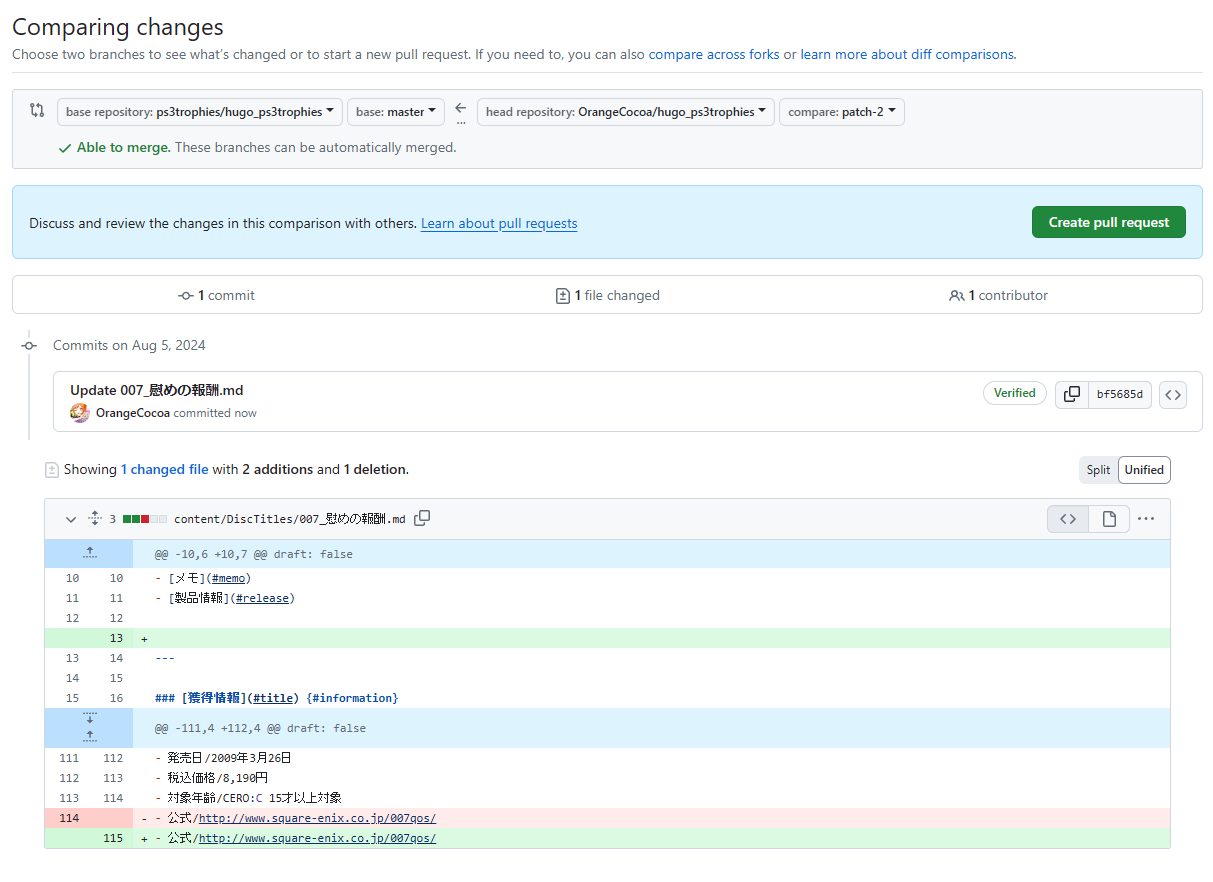 Comparing changes
Choose two branches to see what's changed or to start a new pull request. If you need to, you can also compare across forks or learn more about diff comparisons.
base repository: ps3trophies/hugo_ps3trophies base: master ... head repository: OrangeCocoa/hugo_ps3trophies compare: patch-2
Able to merge. These branches can be automatically merged.
Discuss and review the changes in this comparison with others. Learn about pull requests Create pull request
1 commit 1 file changed 1 contributor
Commits on Aug 5, 2024
Update 007_慰めの報酬.md
OrangeCocoa committed now
Verified bf5685d
Showing 1 changed file with 2 additions and 1 deletion.
Split Unified
3 content/DiscTitles/007_慰めの報酬.md
@@ -10,6 +10,7 @@ draft: false
10 10 - [メモ](#memo)
11 11 - [製品情報](#release)
12 12
13 +
13 14 ---
14 15
15 16 ### [獲得情報](#title) {#information}
@@ -111,4 +112,4 @@ draft: false
111 112 - 発売日/2009年3月26日
112 113 - 税込価格/8,190円
113 114 - 対象年齢/CERO:C 15才以上対象
114 - - 公式/http://www.square-enix.co.jp/007qos/
115 + - 公式/http://www.square-enix.co.jp/007qos/